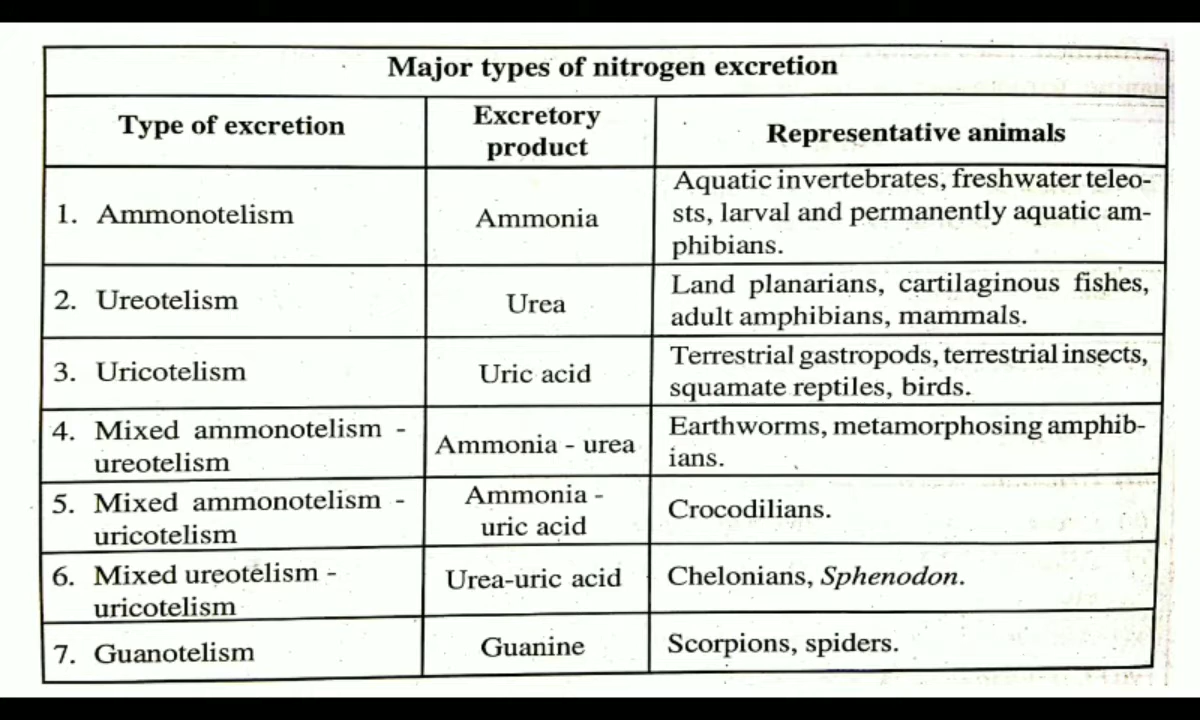 Major types of nitrogen excretion
Type of excretion
Excretory
product
Representative animals
1. Ammonotelism
Ammonia
Aquatic invertebrates, freshwater teleo-
sts, larval and permanently aquatic am-
phibians.
2. Ureotelism
Urea
Land planarians, cartilaginous fishes,
adult amphibians, mammals.
3. Uricotelism
Uric acid
Terrestrial gastropods, terrestrial insects,
squamate reptiles, birds.
4. Mixed ammonotelism -
ureotelism
Ammonia - urea
Earthworms, metamorphosing amphib-
ians.
5. Mixed ammonotelism -
uricotelism
Ammonia -
uric acid
Crocodilians.
6. Mixed ureotelism -
uricotelism
Urea-uric acid
Chelonians, Sphenodon.
7. Guanotelism
Guanine
Scorpions, spiders.